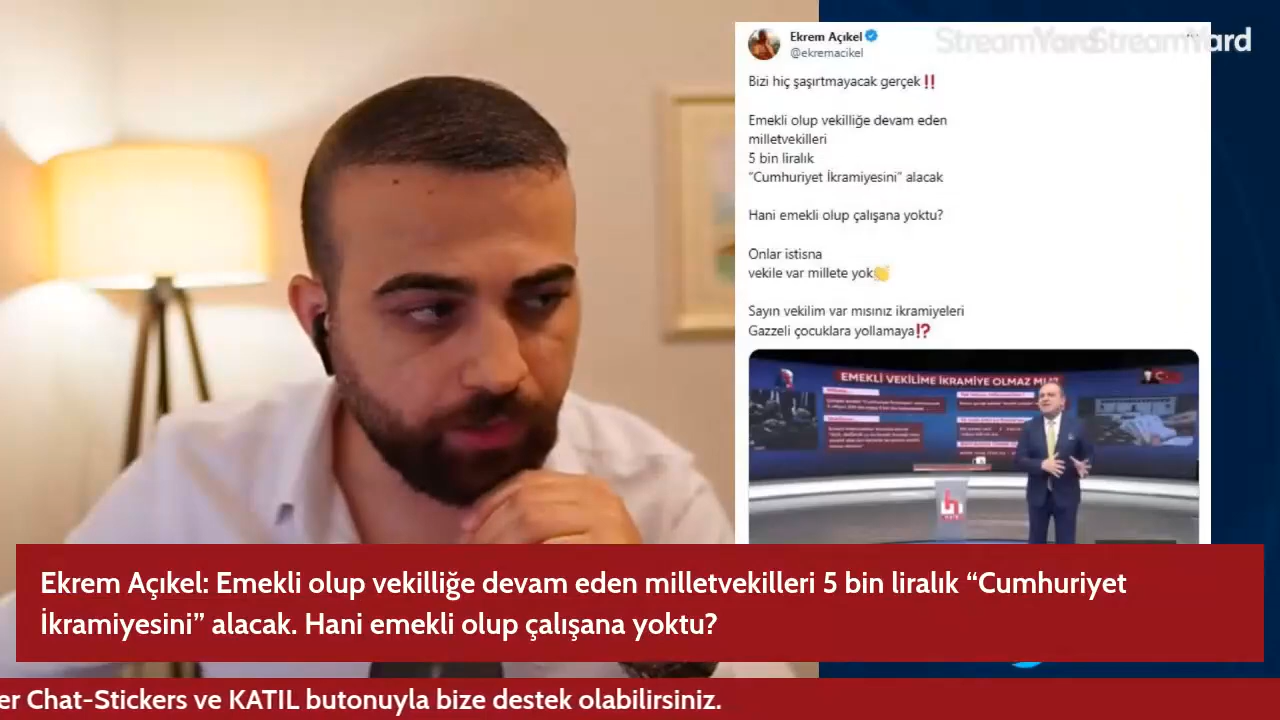 StreamYard StreamYard
Ekrem Açıkel
@ekremacikel
Bizi hiç şaşırtmayacak gerçek‼
Emekli olup vekilliğe devam eden
milletvekilleri
5 bin liralık
“Cumhuriyet İkramiyesini” alacak
Hani emekli olup çalışana yoktu?
Onlar istisna
vekile var millete yok👏
Sayın vekilim var mısınız ikramiyeleri
Gazzeli çocuklara yollamaya⁉
EMEKLİ VEKİLİME İKRAMİYE OLMAZ MI?
Ekrem Açıkel: Emekli olup vekilliğe devam eden milletvekilleri 5 bin liralık “Cumhuriyet
İkramiyesini” alacak. Hani emekli olup çalışana yoktu?
er Chat-Stickers ve KATIL butonuyla bize destek olabilirsiniz.